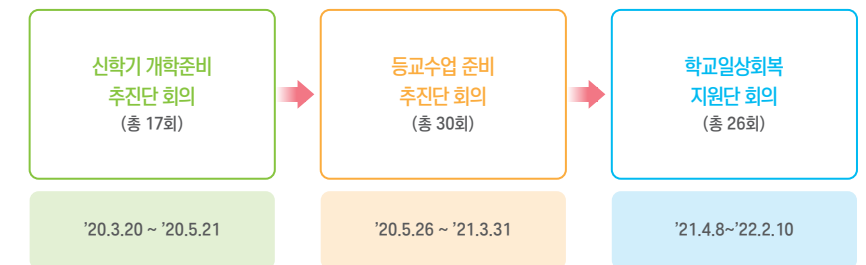 신학기 개학준비
추진단 회의
(총 17회)
등교수업 준비
추진단 회의
(총 30회)
학교일상회복
지원단 회의
(총 26회)
’20.3.20 ~ ’20.5.21
’20.5.26 ~ ’21.3.31
’21.4.8~’22.2.10